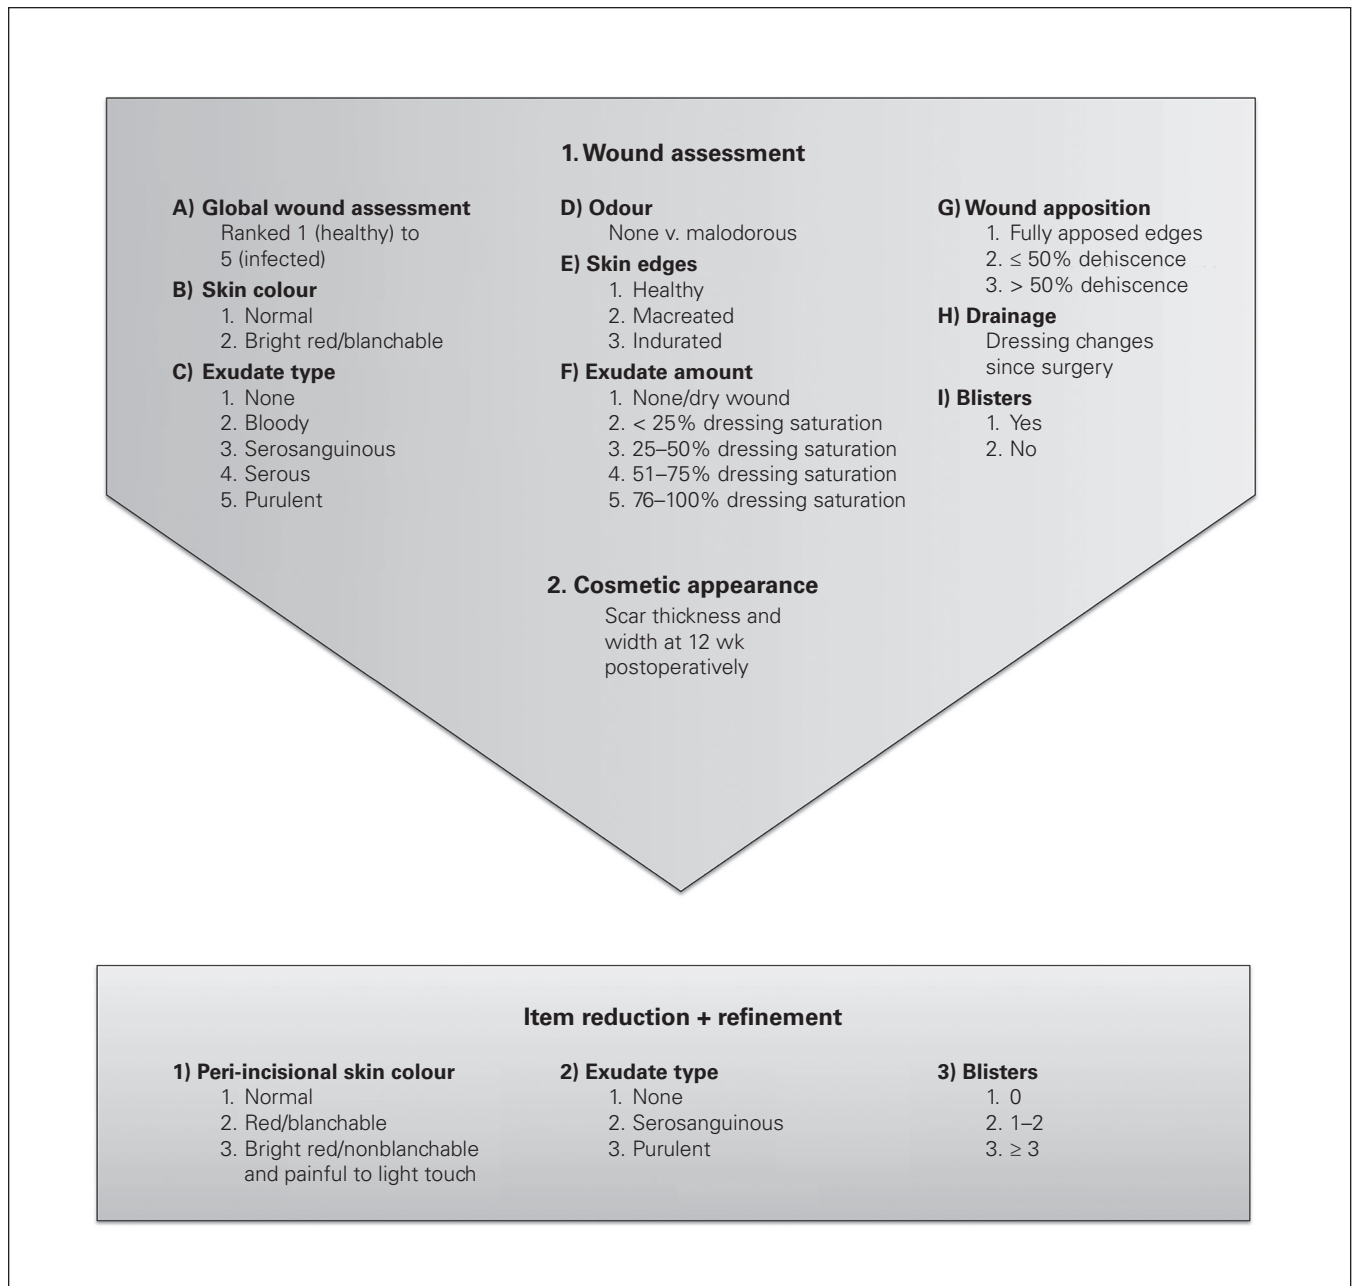 1. Wound assessment
A) Global wound assessment
Ranked 1 (healthy) to
5 (infected)
B) Skin colour
1. Normal
2. Bright red/blanchable
C) Exudate type
1. None
2. Bloody
3. Serosanguinous
4. Serous
5. Purulent
D) Odour
None v. malodorous
E) Skin edges
1. Healthy
2. Macreated
3. Indurated
F) Exudate amount
1. None/dry wound
2. < 25% dressing saturation
3. 25–50% dressing saturation
4. 51–75% dressing saturation
5. 76–100% dressing saturation
G) Wound apposition
1. Fully apposed edges
2. ≤ 50% dehiscence
3. > 50% dehiscence
H) Drainage
Dressing changes
since surgery
I) Blisters
1. Yes
2. No
2. Cosmetic appearance
Scar thickness and
width at 12 wk
postoperatively
Item reduction + refinement
1) Peri-incisional skin colour
1. Normal
2. Red/blanchable
3. Bright red/nonblanchable
and painful to light touch
2) Exudate type
1. None
2. Serosanguinous
3. Purulent
3) Blisters
1. 0
2. 1–2
3. ≥ 3